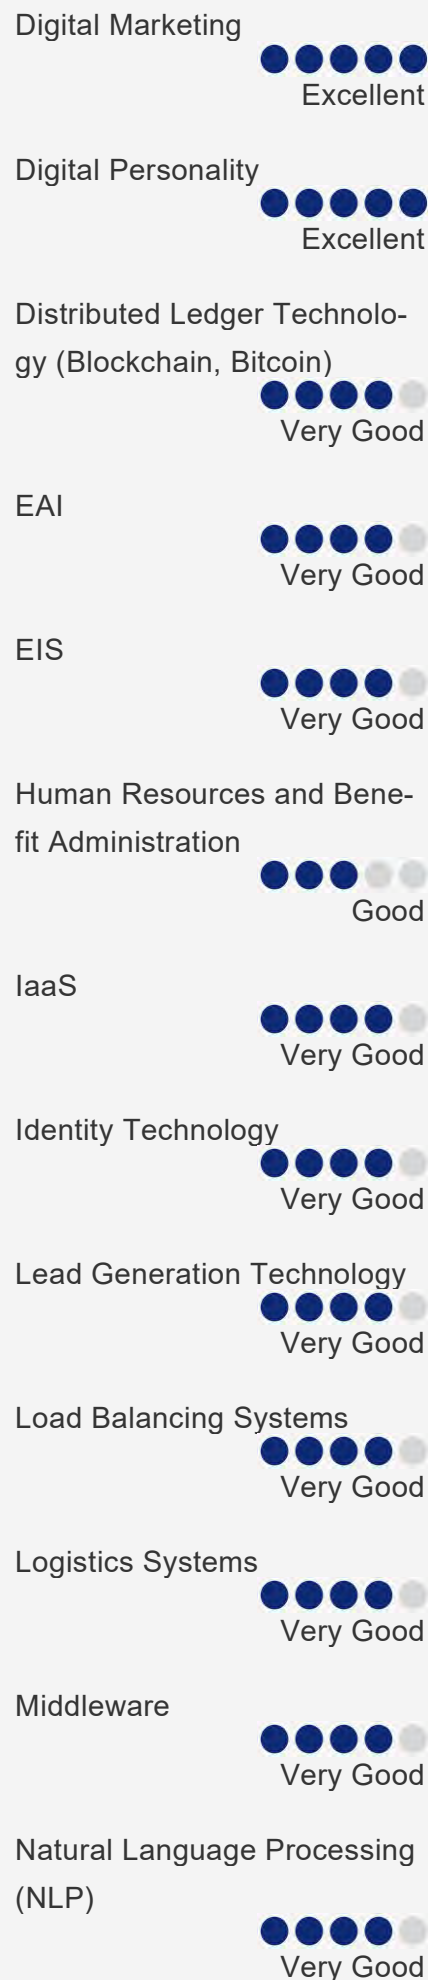 Digital Marketing
Excellent
Digital Personality
Excellent
Distributed Ledger Technolo-
gy (Blockchain, Bitcoin)
Very Good
EAI
Very Good
EIS
Very Good
Human Resources and Bene-
fit Administration
Good
IaaS
Very Good
Identity Technology
Very Good
Lead Generation Technology
Very Good
Load Balancing Systems
Very Good
Logistics Systems
Very Good
Middleware
Very Good
Natural Language Processing
(NLP)
Very Good